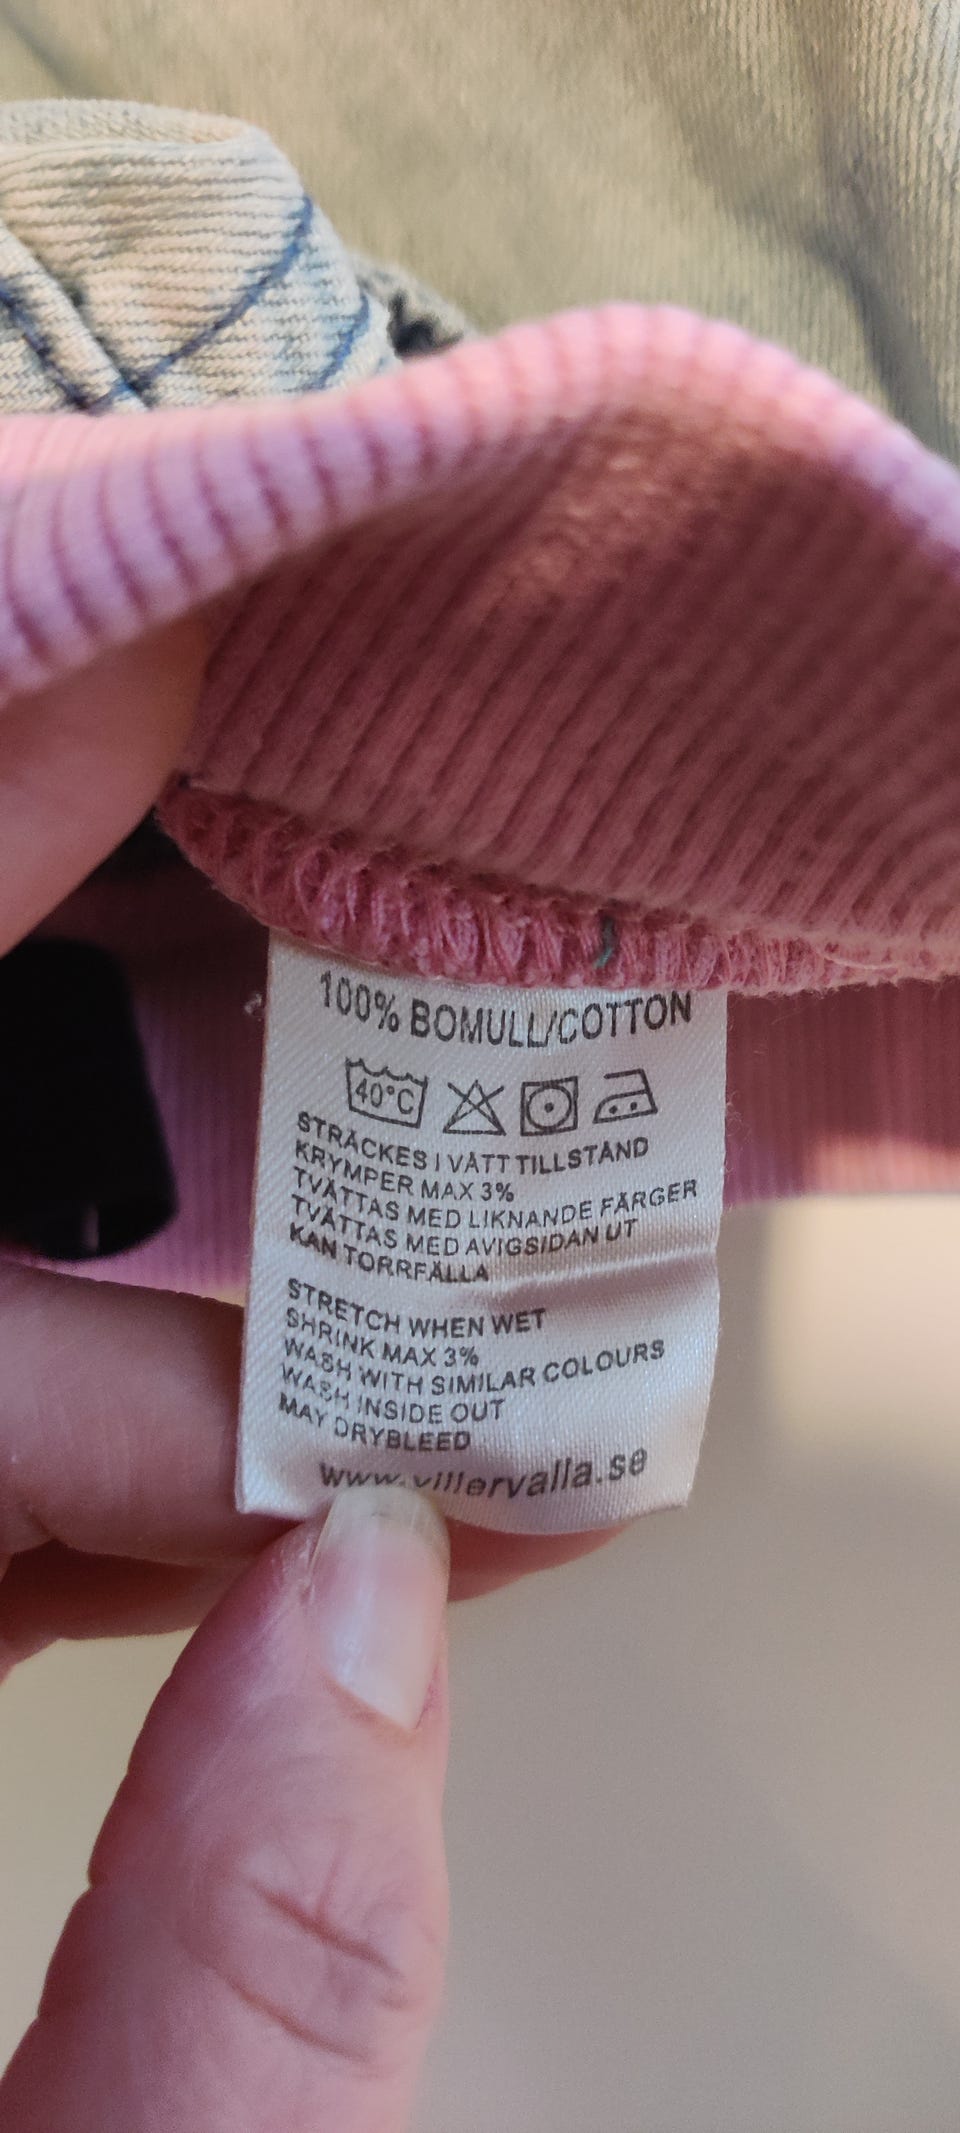 100% BOMULL/COTTON
40°C
STRÄCKES I VÅTT TILLSTÅND
KRYMPER MAX 3%
TVÄTTAS MED LIKNANDE FÄRGER
TVÄTTAS MED AVIGSIDAN UT
KAN TORRFÄLLA
STRETCH WHEN WET
SHRINK MAX 3%
WASH WITH SIMILAR COLOURS
WASH INSIDE OUT
MAY DRYBLEED
www.villervalla.se